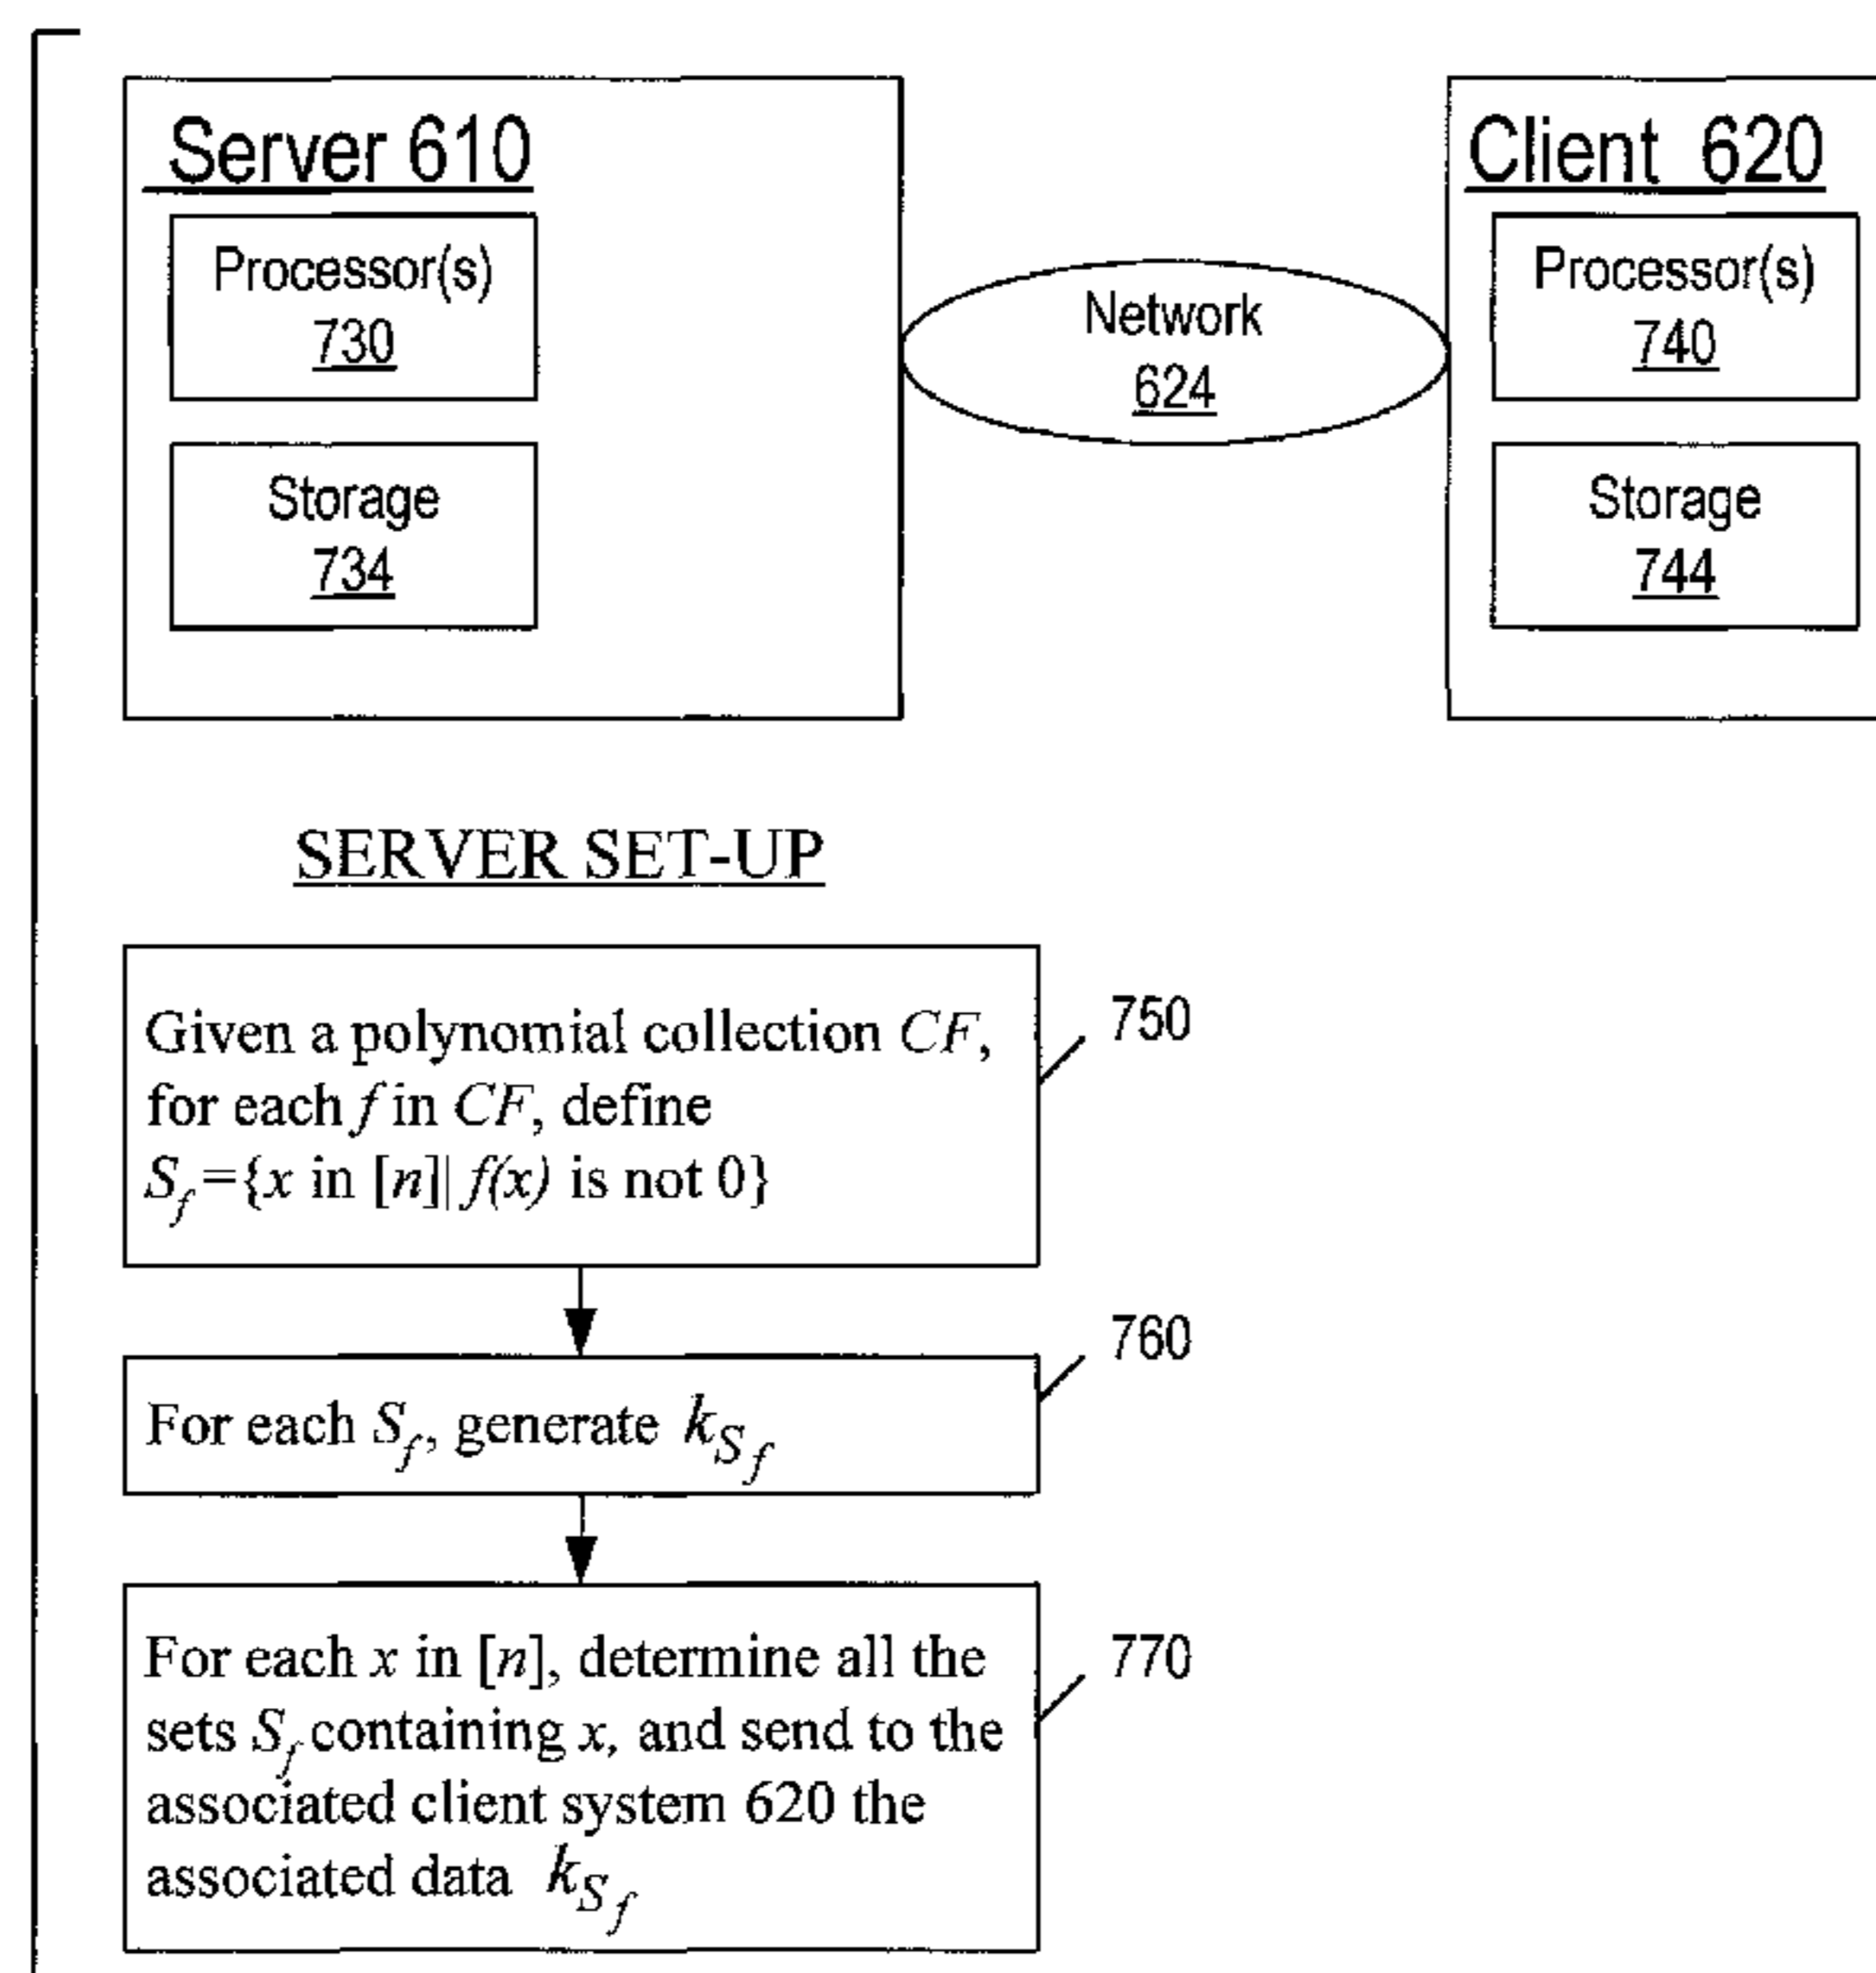 Server 610
Processor(s)
730
Storage
734
Network
624
Client 620
Processor(s)
740
Storage
744
SERVER SET-UP
Given a polynomial collection CF,
for each f in CF, define
S_f={x in [n]| f(x) is not 0}
750
For each S_f, generate k_{S_f}
760
For each x in [n], determine all the
sets S_f containing x, and send to the
associated client system 620 the
associated data k_{S_f}
770